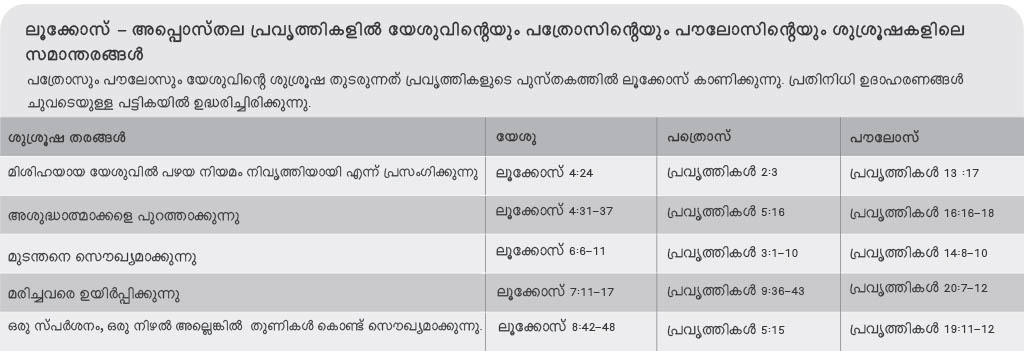 ലൂക്കോസ് – അപ്പൊസ്തല പ്രവൃത്തികളിൽ യേശുവിന്റെയും പത്രോസിന്റെയും പൗലോസിന്റെയും ശുശ്രൂഷകളിലെ
സമാന്തരങ്ങൾ
പത്രോസും പൗലോസും യേശുവിന്റെ ശുശ്രൂഷ തുടരുന്നത് പ്രവൃത്തികളുടെ പുസ്തകത്തിൽ ലൂക്കോസ് കാണിക്കുന്നു. പ്രതിനിധി ഉദാഹരണങ്ങൾ
ചുവടെയുള്ള പട്ടികയിൽ ഉദ്ധരിച്ചിരിക്കുന്നു.
ശുശ്രൂഷ തരങ്ങൾ യേശു പത്രൊസ് പൗലോസ്
മിശിഹയായ യേശുവിൽ പഴയ നിയമം നിവൃത്തിയായി എന്ന് പ്രസംഗിക്കുന്നു ലൂക്കോസ് 4:24 പ്രവൃത്തികൾ 2:3 പ്രവൃത്തികൾ 13 :17
അശുദ്ധാത്മാക്കളെ പുറത്താക്കുന്നു ലൂക്കോസ് 4:31–37 പ്രവൃത്തികൾ 5:16 പ്രവൃത്തികൾ 16:16–18
മുടന്തനെ സൌഖ്യമാക്കുന്നു ലൂക്കോസ് 6:6–11 പ്രവൃത്തികൾ 3:1–10 പ്രവൃത്തികൾ 14:8–10
മരിച്ചവരെ ഉയിർപ്പിക്കുന്നു ലൂക്കോസ് 7:11–17 പ്രവൃത്തികൾ 9:36–43 പ്രവൃത്തികൾ 20:7–12
ഒരു സ്പർശനം, ഒരു നിഴൽ അല്ലെങ്കിൽ തുണികൾ കൊണ്ട് സൌഖ്യമാക്കുന്നു. ലൂക്കോസ് 8:42–48 പ്രവൃത്തികൾ 5:15 പ്രവൃത്തികൾ 19:11–12